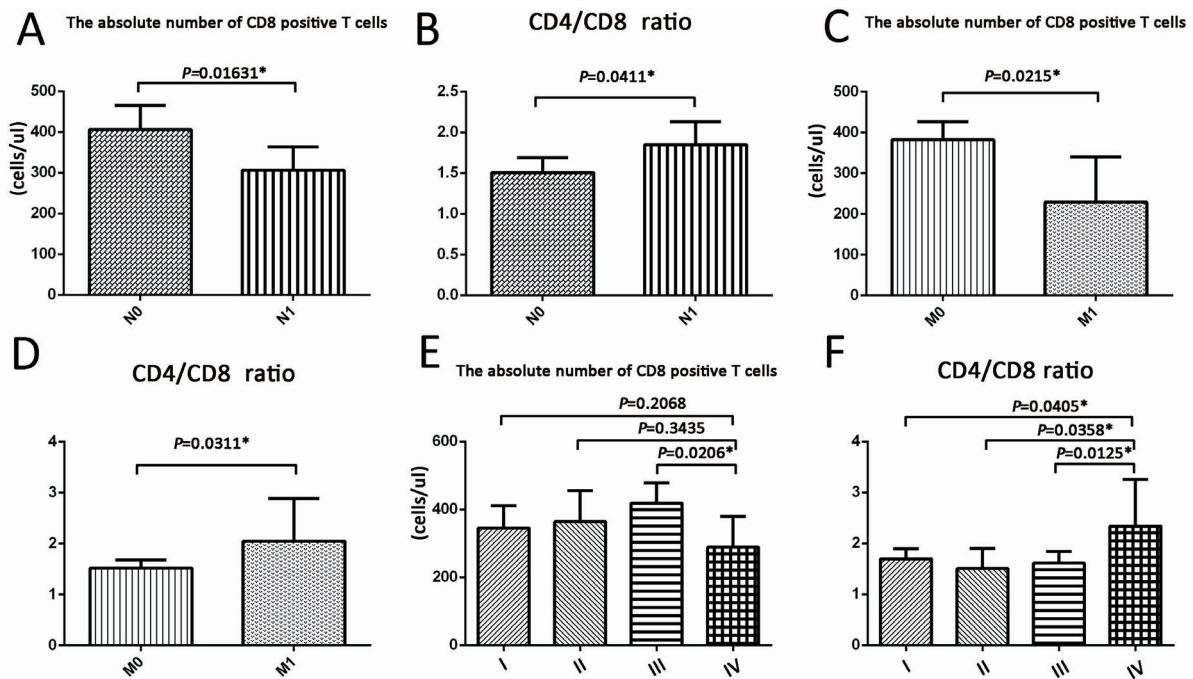 A
The absolute number of CD8 positive T cells
P=0.01631*
(cells/ul)
500
400
300
200
100
0
N0
N1
B
CD4/CD8 ratio
P=0.0411*
2.5
2.0
1.5
1.0
0.5
0.0
N0
N1
C
The absolute number of CD8 positive T cells
P=0.0215*
(cells/ul)
500
400
300
200
100
0
M0
M1
D
CD4/CD8 ratio
P=0.0311*
4
3
2
1
0
M0
M1
E
The absolute number of CD8 positive T cells
P=0.2068
P=0.3435
P=0.0206*
(cells/ul)
600
400
200
0
I
II
III
IV
F
CD4/CD8 ratio
P=0.0405*
P=0.0358*
P=0.0125*
4
3
2
1
0
I
II
III
IV